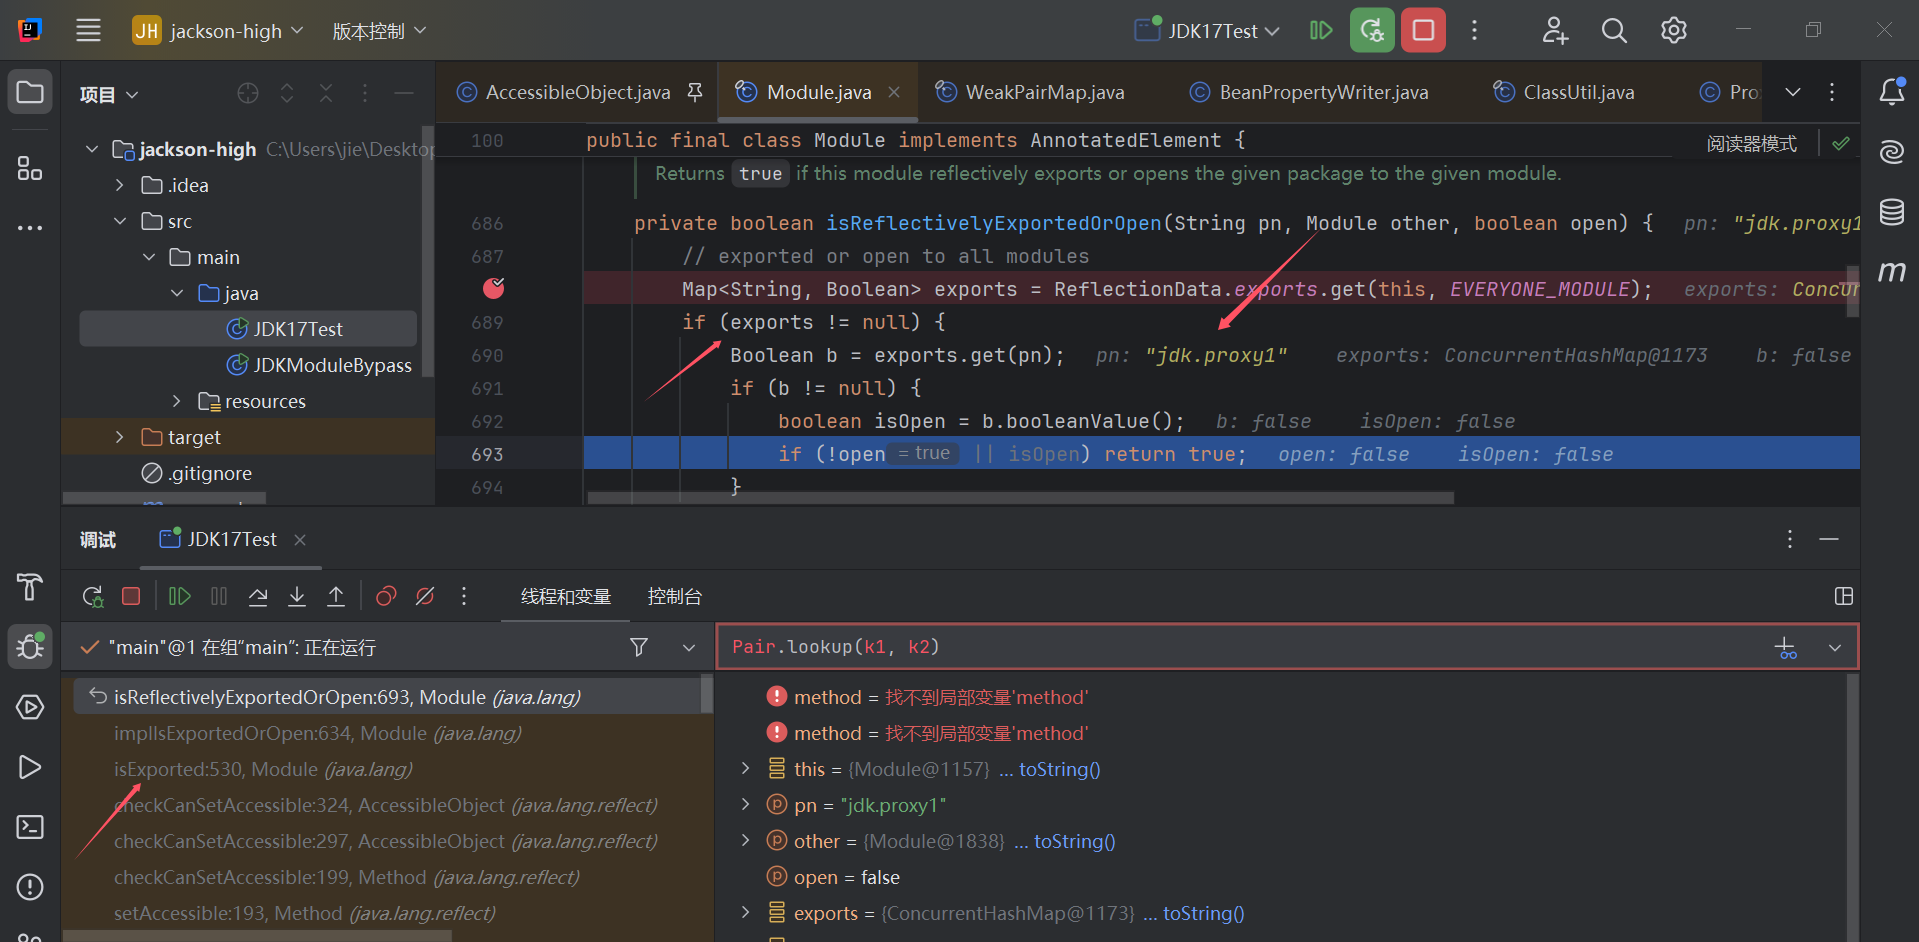 JH jackson-high 版本控制 JDK17Test
项目 AccessibleObject.java Module.java WeakPairMap.java BeanPropertyWriter.java ClassUtil.java
100 public final class Module implements AnnotatedElement { 阅读器模式
jackson-high C:\Users\jie\Desktop
Returns true if this module reflectively exports or opens the given package to the given module.
.idea
src
main
java
JDK17Test
JDKModuleBypass
resources
target
.gitignore
686 private boolean isReflectivelyExportedOrOpen(String pn, Module other, boolean open) { pn: "jdk.proxy1
687 // exported or open to all modules
Map<String, Boolean> exports = ReflectionData.exports.get(this, EVERYONE_MODULE); exports: Concur
689 if (exports != null) {
690 Boolean b = exports.get(pn); pn: "jdk.proxy1" exports: ConcurrentHashMap@1173 b: false
691 if (b != null) {
692 boolean isOpen = b.booleanValue(); b: false isOpen: false
693 if (!open = true || isOpen) return true; open: false isOpen: false
694 }
调试 JDK17Test
线程和变量 控制台
"main"@1 在组“main”: 正在运行
isReflectivelyExportedOrOpen:693, Module (java.lang)
implIsExportedOrOpen:634, Module (java.lang)
isExported:530, Module (java.lang)
checkCanSetAccessible:324, AccessibleObject (java.lang.reflect)
checkCanSetAccessible:297, AccessibleObject (java.lang.reflect)
checkCanSetAccessible:199, Method (java.lang.reflect)
setAccessible:193, Method (java.lang.reflect)
Pair.lookup(k1, k2)
method = 找不到局部变量'method'
method = 找不到局部变量'method'
this = {Module@1157} ... toString()
pn = "jdk.proxy1"
other = {Module@1838} ... toString()
open = false
exports = {ConcurrentHashMap@1173} ... toString()